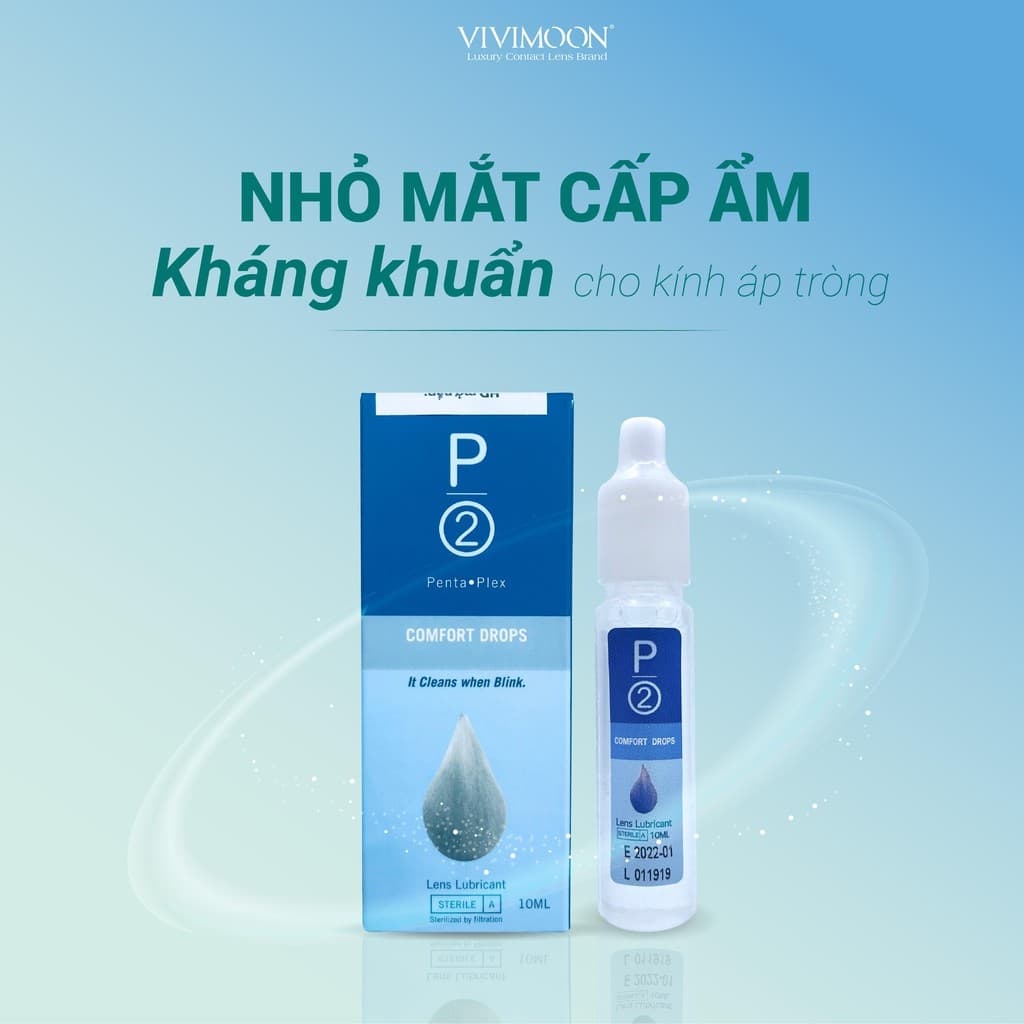 VIVIMOON®
Luxury Contact Lens Brand
NHỎ MẮT CẤP ẨM
Kháng khuẩn cho kính áp tròng
P
2
Penta•Plex
COMFORT DROPS
It Cleans when Blink.
Lens Lubricant
STERILE A 10ML
Sterilized by filtration
P
2
COMFORT DROPS
Lens Lubricant
STERILE A 10ML
E 2022-01
L 011919